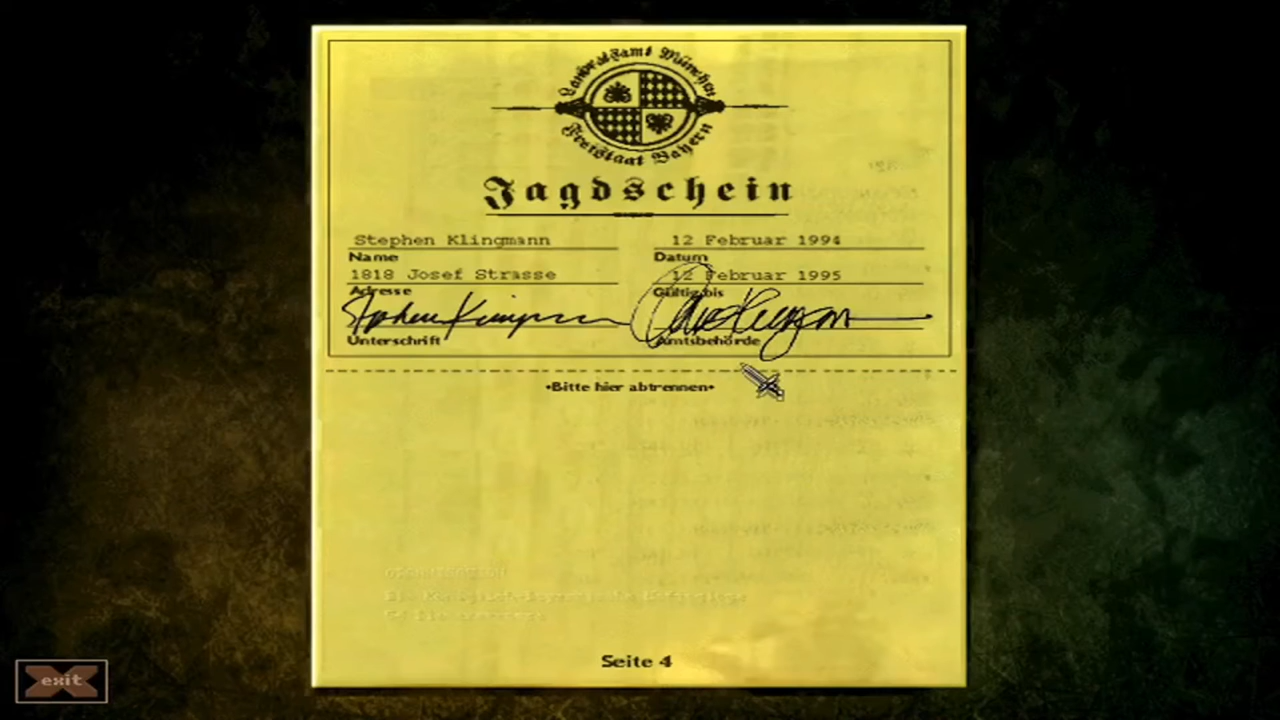 Landratsamt München
Freistaat Bayern
Jagdschein
Stephen Klingmann
12 Februar 1994
Name
Datum
1818 Josef Strasse
12 Februar 1995
Adresse
Gültig bis
Unterschrift
Amtsbehörde
•Bitte hier abtrennen•
Seite 4
exit